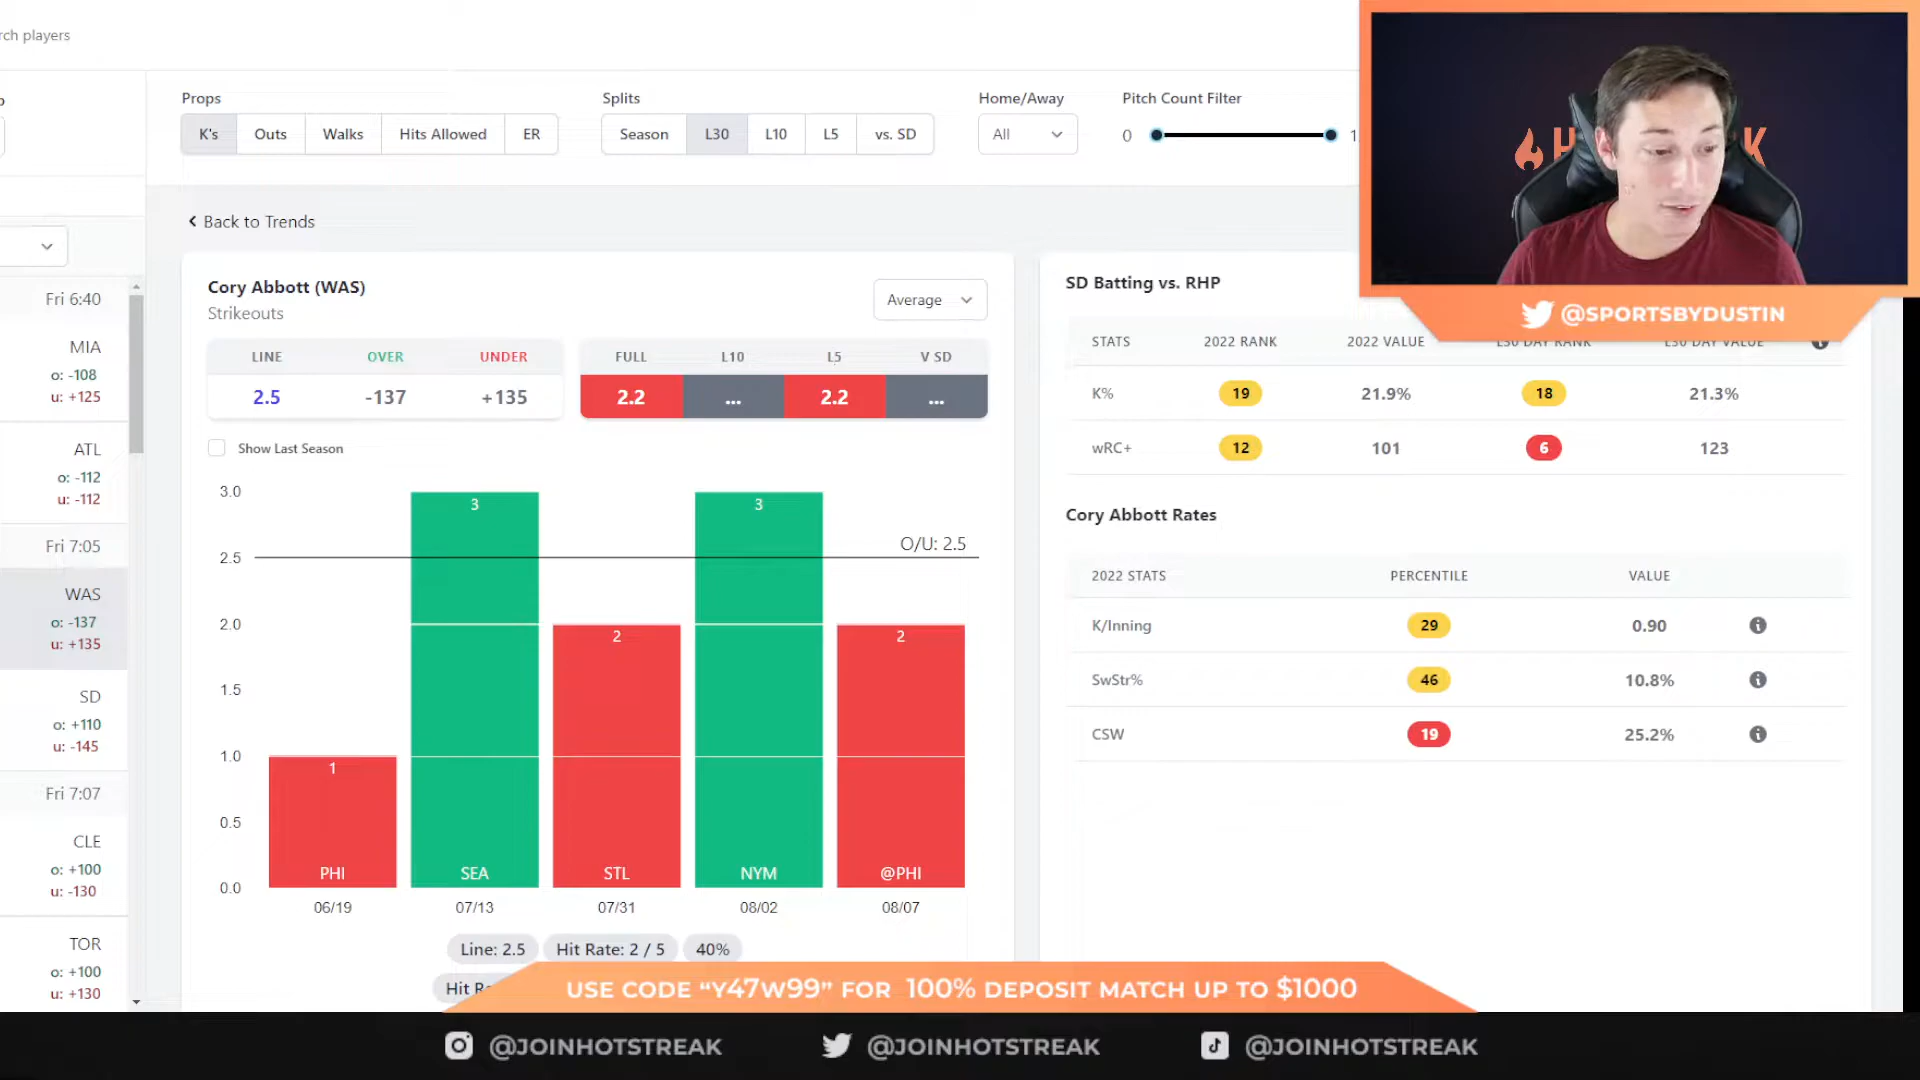 rch players
Props
K's
Outs
Walks
Hits Allowed
ER
Splits
Season
L30
L10
L5
vs. SD
Home/Away
All
Pitch Count Filter
0
Back to Trends
Fri 6:40
MIA
o: -108
u: +125
ATL
o: -112
u: -112
Fri 7:05
WAS
o: -137
u: +135
SD
o: +110
u: -145
Fri 7:07
CLE
o: +100
u: -130
TOR
o: +100
u: +130
Cory Abbott (WAS)
Strikeouts
Average
LINE OVER UNDER
2.5 -137 +135
FULL L10 L5 V SD
2.2 ... 2.2 ...
Show Last Season
3.0
2.5
2.0
1.5
1.0
0.5
0.0
O/U: 2.5
1 3 2 3 2
PHI SEA STL NYM @PHI
06/19 07/13 07/31 08/02 08/07
Line: 2.5 Hit Rate: 2 / 5 40%
SD Batting vs. RHP
STATS 2022 RANK 2022 VALUE L30 DAY RANK L30 DAY VALUE
K% 19 21.9% 18 21.3%
wRC+ 12 101 6 123
Cory Abbott Rates
2022 STATS PERCENTILE VALUE
K/Inning 29 0.90
SwStr% 46 10.8%
CSW 19 25.2%
@SPORTSBYDUSTIN
USE CODE “Y47W99” FOR 100% DEPOSIT MATCH UP TO $1000
@JOINHOTSTREAK @JOINHOTSTREAK @JOINHOTSTREAK